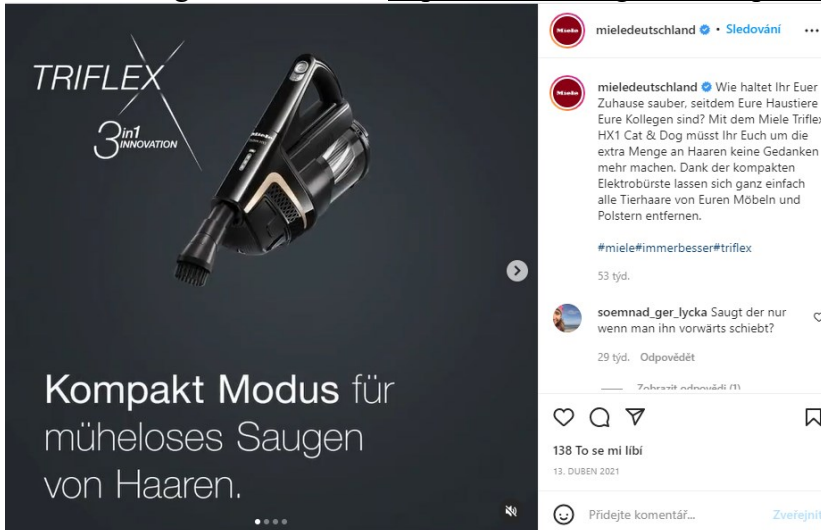 TRIFLEX
3in1
INNOVATION
Miele
Kompakt Modus für
müheloses Saugen
von Haaren.
Miele
mieledeutschland • Sledování
Miele
mieledeutschland Wie haltet Ihr Euer
Zuhause sauber, seitdem Eure Haustiere
Eure Kollegen sind? Mit dem Miele Triflex
HX1 Cat & Dog müsst Ihr Euch um die
extra Menge an Haaren keine Gedanken
mehr machen. Dank der kompakten
Elektrobürste lassen sich ganz einfach
alle Tierhaare von Euren Möbeln und
Polstern entfernen.
#miele#immerbesser#triflex
53 týd.
soemnad_ger_lycka Saugt der nur
wenn man ihn vorwärts schiebt?
29 týd. Odpovědět
Zobrazit odpovědi (1)
138 To se mi líbí
13. DUBEN 2021
Přidejte komentář...
Zveřejnit